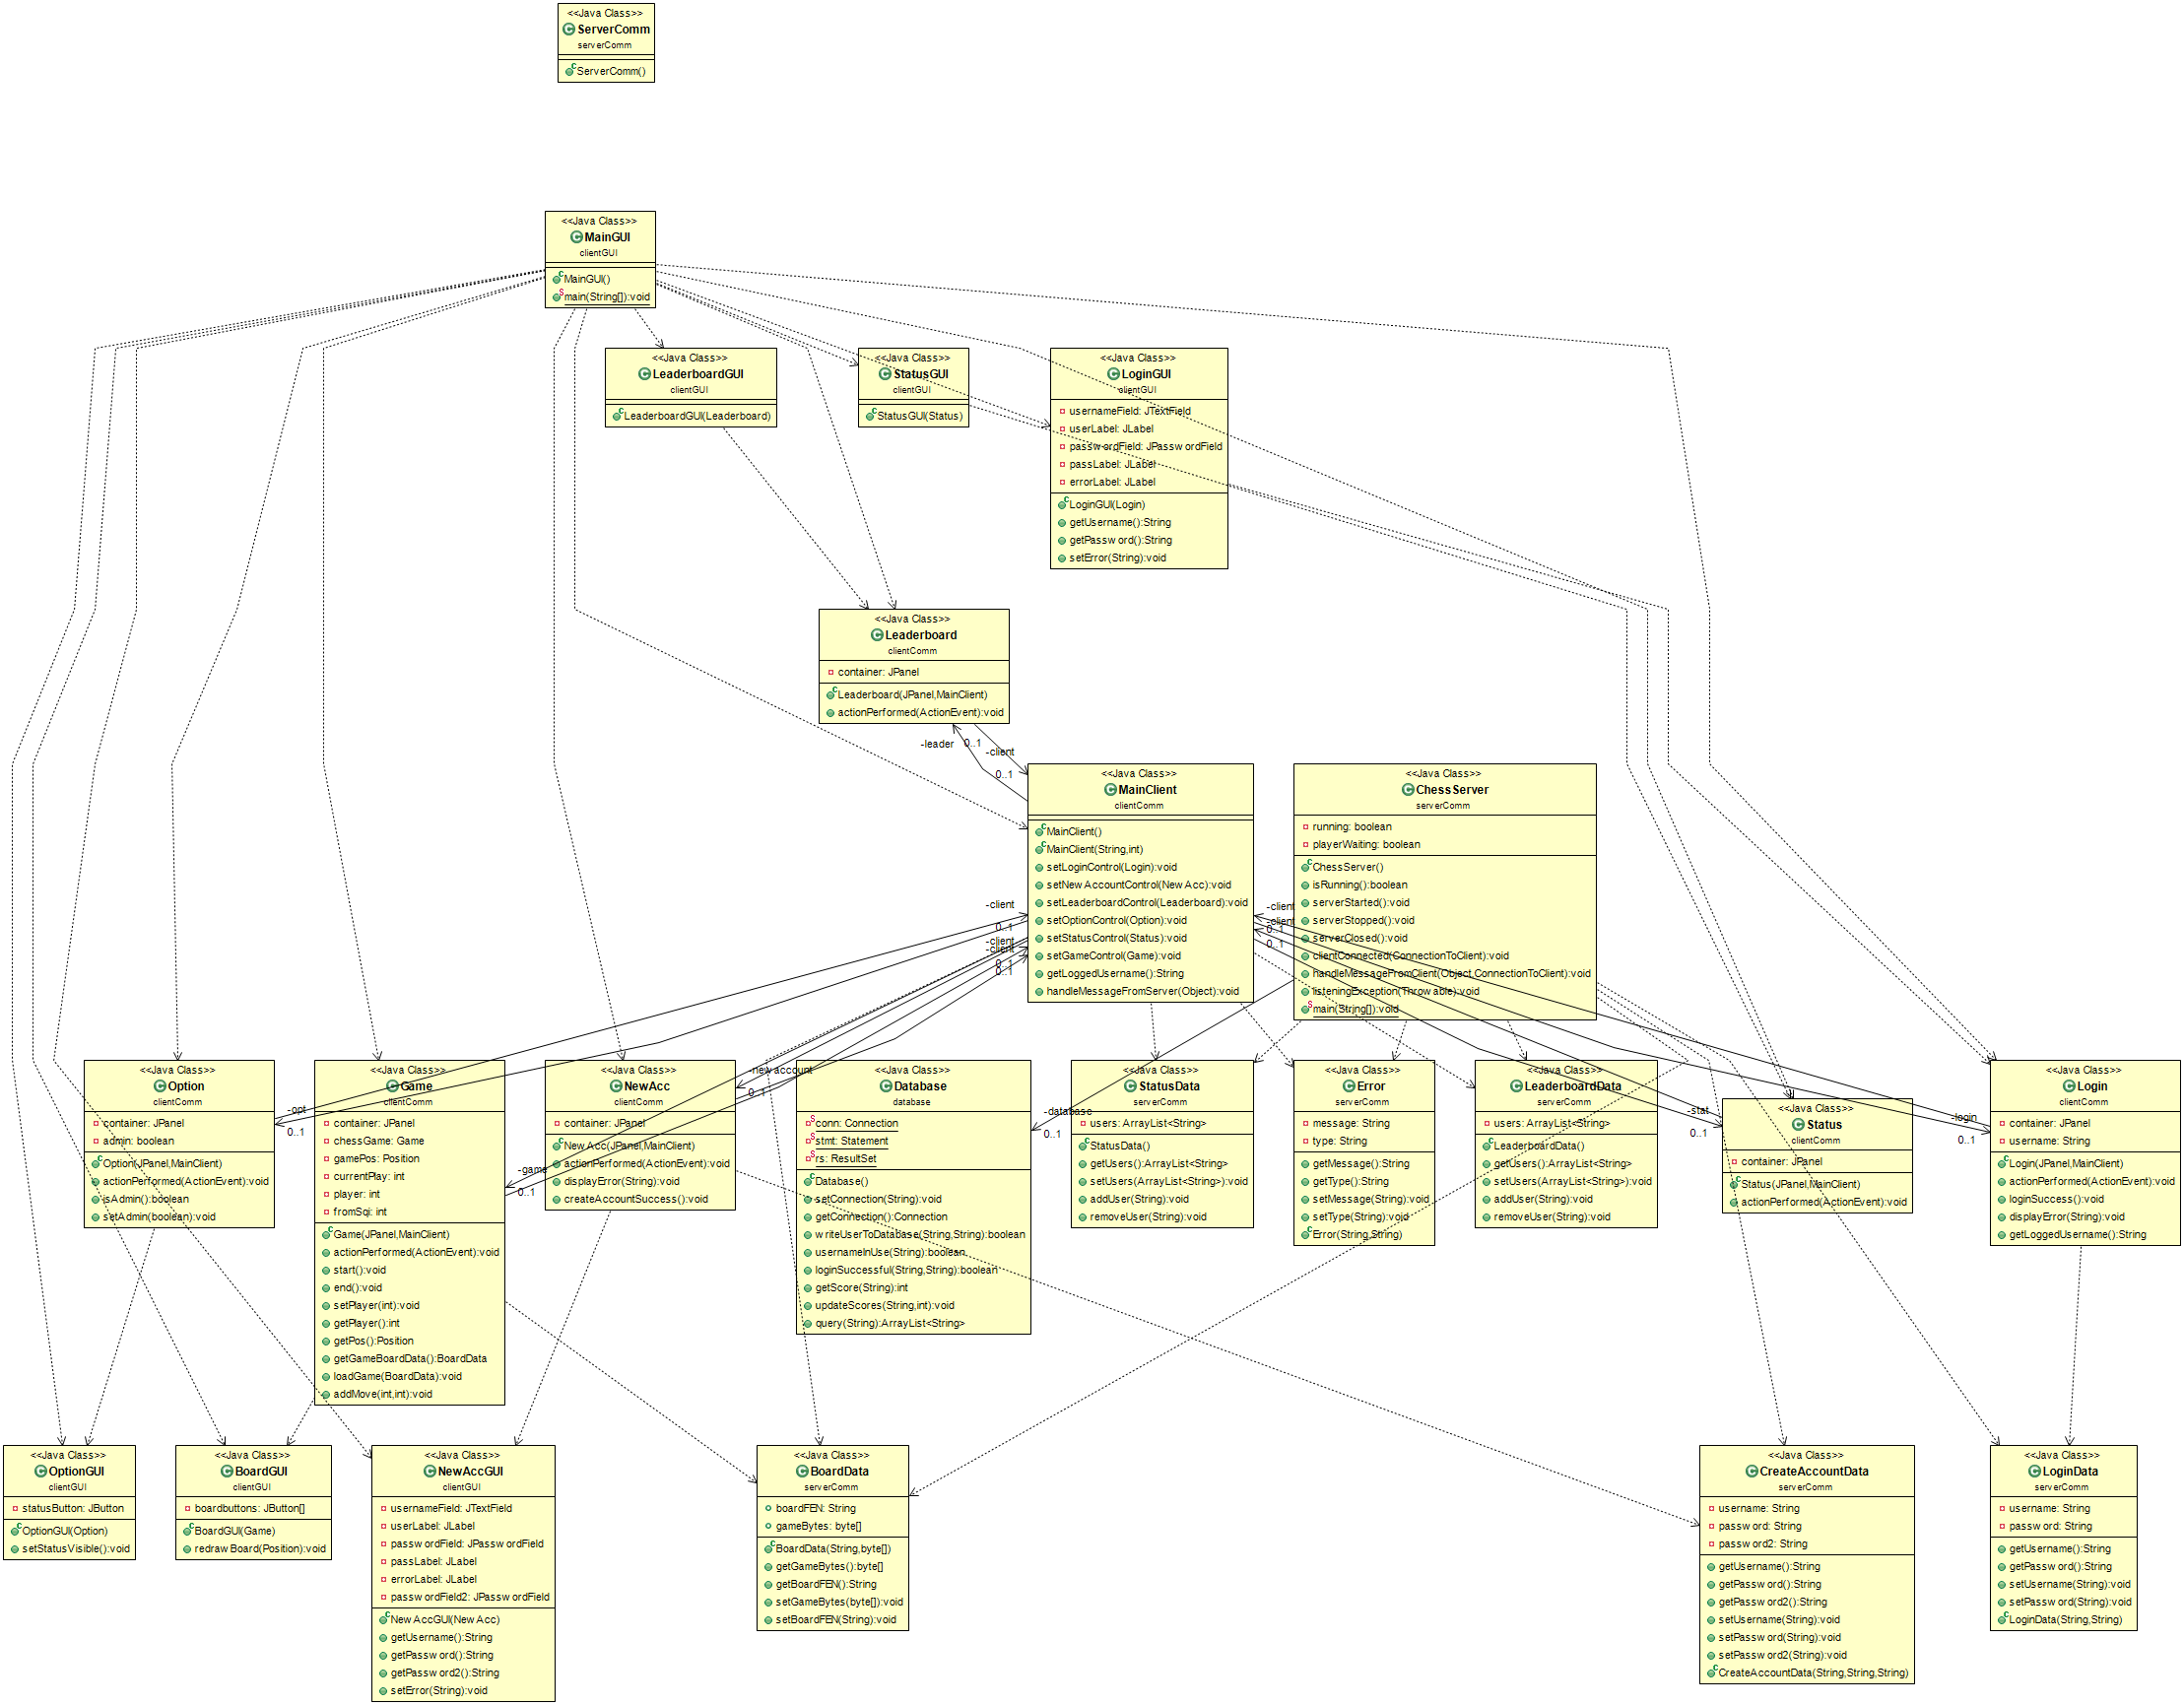 <<Java Class>>
ServerComm
serverComm
ServerComm()
<<Java Class>>
MainGUI
clientGUI
MainGUI()
main(String[]):void
<<Java Class>>
LeaderboardGUI
clientGUI
LeaderboardGUI(Leaderboard)
<<Java Class>>
StatusGUI
clientGUI
StatusGUI(Status)
<<Java Class>>
LoginGUI
clientGUI
usernameField: JTextField
userLabel: JLabel
passwordField: JPasswordField
passLabel: JLabel
errorLabel: JLabel
LoginGUI(Login)
getUsername():String
getPassword():String
setError(String):void
<<Java Class>>
Leaderboard
clientComm
container: JPanel
Leaderboard(JPanel,MainClient)
actionPerformed(ActionEvent):void
-leader
0..1
-client
0..1
<<Java Class>>
MainClient
clientComm
MainClient()
MainClient(String,int)
setLoginControl(Login):void
setNewAccountControl(NewAcc):void
setLeaderboardControl(Leaderboard):void
setOptionControl(Option):void
setStatusControl(Status):void
setGameControl(Game):void
getLoggedUsername():String
handleMessageFromServer(Object):void
<<Java Class>>
ChessServer
serverComm
running: boolean
playerWaiting: boolean
ChessServer()
isRunning():boolean
serverStarted():void
serverStopped():void
serverClosed():void
clientConnected(ConnectionToClient):void
handleMessageFromClient(Object,ConnectionToClient):void
listeningException(Throwable):void
main(String[]):void
-client
0..1
-client
-client
0..1
0..1
-client
-client
0..1
0..1
<<Java Class>>
Option
clientComm
container: JPanel
admin: boolean
Option(JPanel,MainClient)
actionPerformed(ActionEvent):void
isAdmin():boolean
setAdmin(boolean):void
-opt
0..1
<<Java Class>>
Game
clientComm
container: JPanel
chessGame: Game
gamePos: Position
currentPlay: int
player: int
fromSqi: int
Game(JPanel,MainClient)
actionPerformed(ActionEvent):void
start():void
end():void
setPlayer(int):void
getPlayer():int
getPos():Position
getGameBoardData():BoardData
loadGame(BoardData):void
addMove(int,int):void
-game
0..1
<<Java Class>>
NewAcc
clientComm
container: JPanel
NewAcc(JPanel,MainClient)
actionPerformed(ActionEvent):void
displayError(String):void
createAccountSuccess():void
-newaccount
0..1
<<Java Class>>
Database
database
conn: Connection
stmt: Statement
rs: ResultSet
Database()
setConnection(String):void
getConnection():Connection
writeUserToDatabase(String,String):boolean
usernameInUse(String):boolean
loginSuccessful(String,String):boolean
getScore(String):int
updateScores(String,int):void
query(String):ArrayList<String>
-database
0..1
<<Java Class>>
StatusData
serverComm
users: ArrayList<String>
StatusData()
getUsers():ArrayList<String>
setUsers(ArrayList<String>):void
addUser(String):void
removeUser(String):void
<<Java Class>>
Error
serverComm
message: String
type: String
getMessage():String
getType():String
setMessage(String):void
setType(String):void
Error(String,String)
<<Java Class>>
LeaderboardData
serverComm
users: ArrayList<String>
LeaderboardData()
getUsers():ArrayList<String>
setUsers(ArrayList<String>):void
addUser(String):void
removeUser(String):void
-stat
0..1
<<Java Class>>
Status
clientComm
container: JPanel
Status(JPanel,MainClient)
actionPerformed(ActionEvent):void
-login
0..1
<<Java Class>>
Login
clientComm
container: JPanel
username: String
Login(JPanel,MainClient)
actionPerformed(ActionEvent):void
loginSuccess():void
displayError(String):void
getLoggedUsername():String
<<Java Class>>
OptionGUI
clientGUI
statusButton: JButton
OptionGUI(Option)
setStatusVisible():void
<<Java Class>>
BoardGUI
clientGUI
boardbuttons: JButton[]
BoardGUI(Game)
redrawBoard(Position):void
<<Java Class>>
NewAccGUI
clientGUI
usernameField: JTextField
userLabel: JLabel
passwordField: JPasswordField
passLabel: JLabel
errorLabel: JLabel
passwordField2: JPasswordField
NewAccGUI(NewAcc)
getUsername():String
getPassword():String
getPassword2():String
setError(String):void
<<Java Class>>
BoardData
serverComm
boardFEN: String
gameBytes: byte[]
BoardData(String,byte[])
getGameBytes():byte[]
getBoardFEN():String
setGameBytes(byte[]):void
setBoardFEN(String):void
<<Java Class>>
CreateAccountData
serverComm
username: String
password: String
password2: String
getUsername():String
getPassword():String
getPassword2():String
setUsername(String):void
setPassword(String):void
setPassword2(String):void
CreateAccountData(String,String,String)
<<Java Class>>
LoginData
serverComm
username: String
password: String
getUsername():String
getPassword():String
setUsername(String):void
setPassword(String):void
LoginData(String,String)